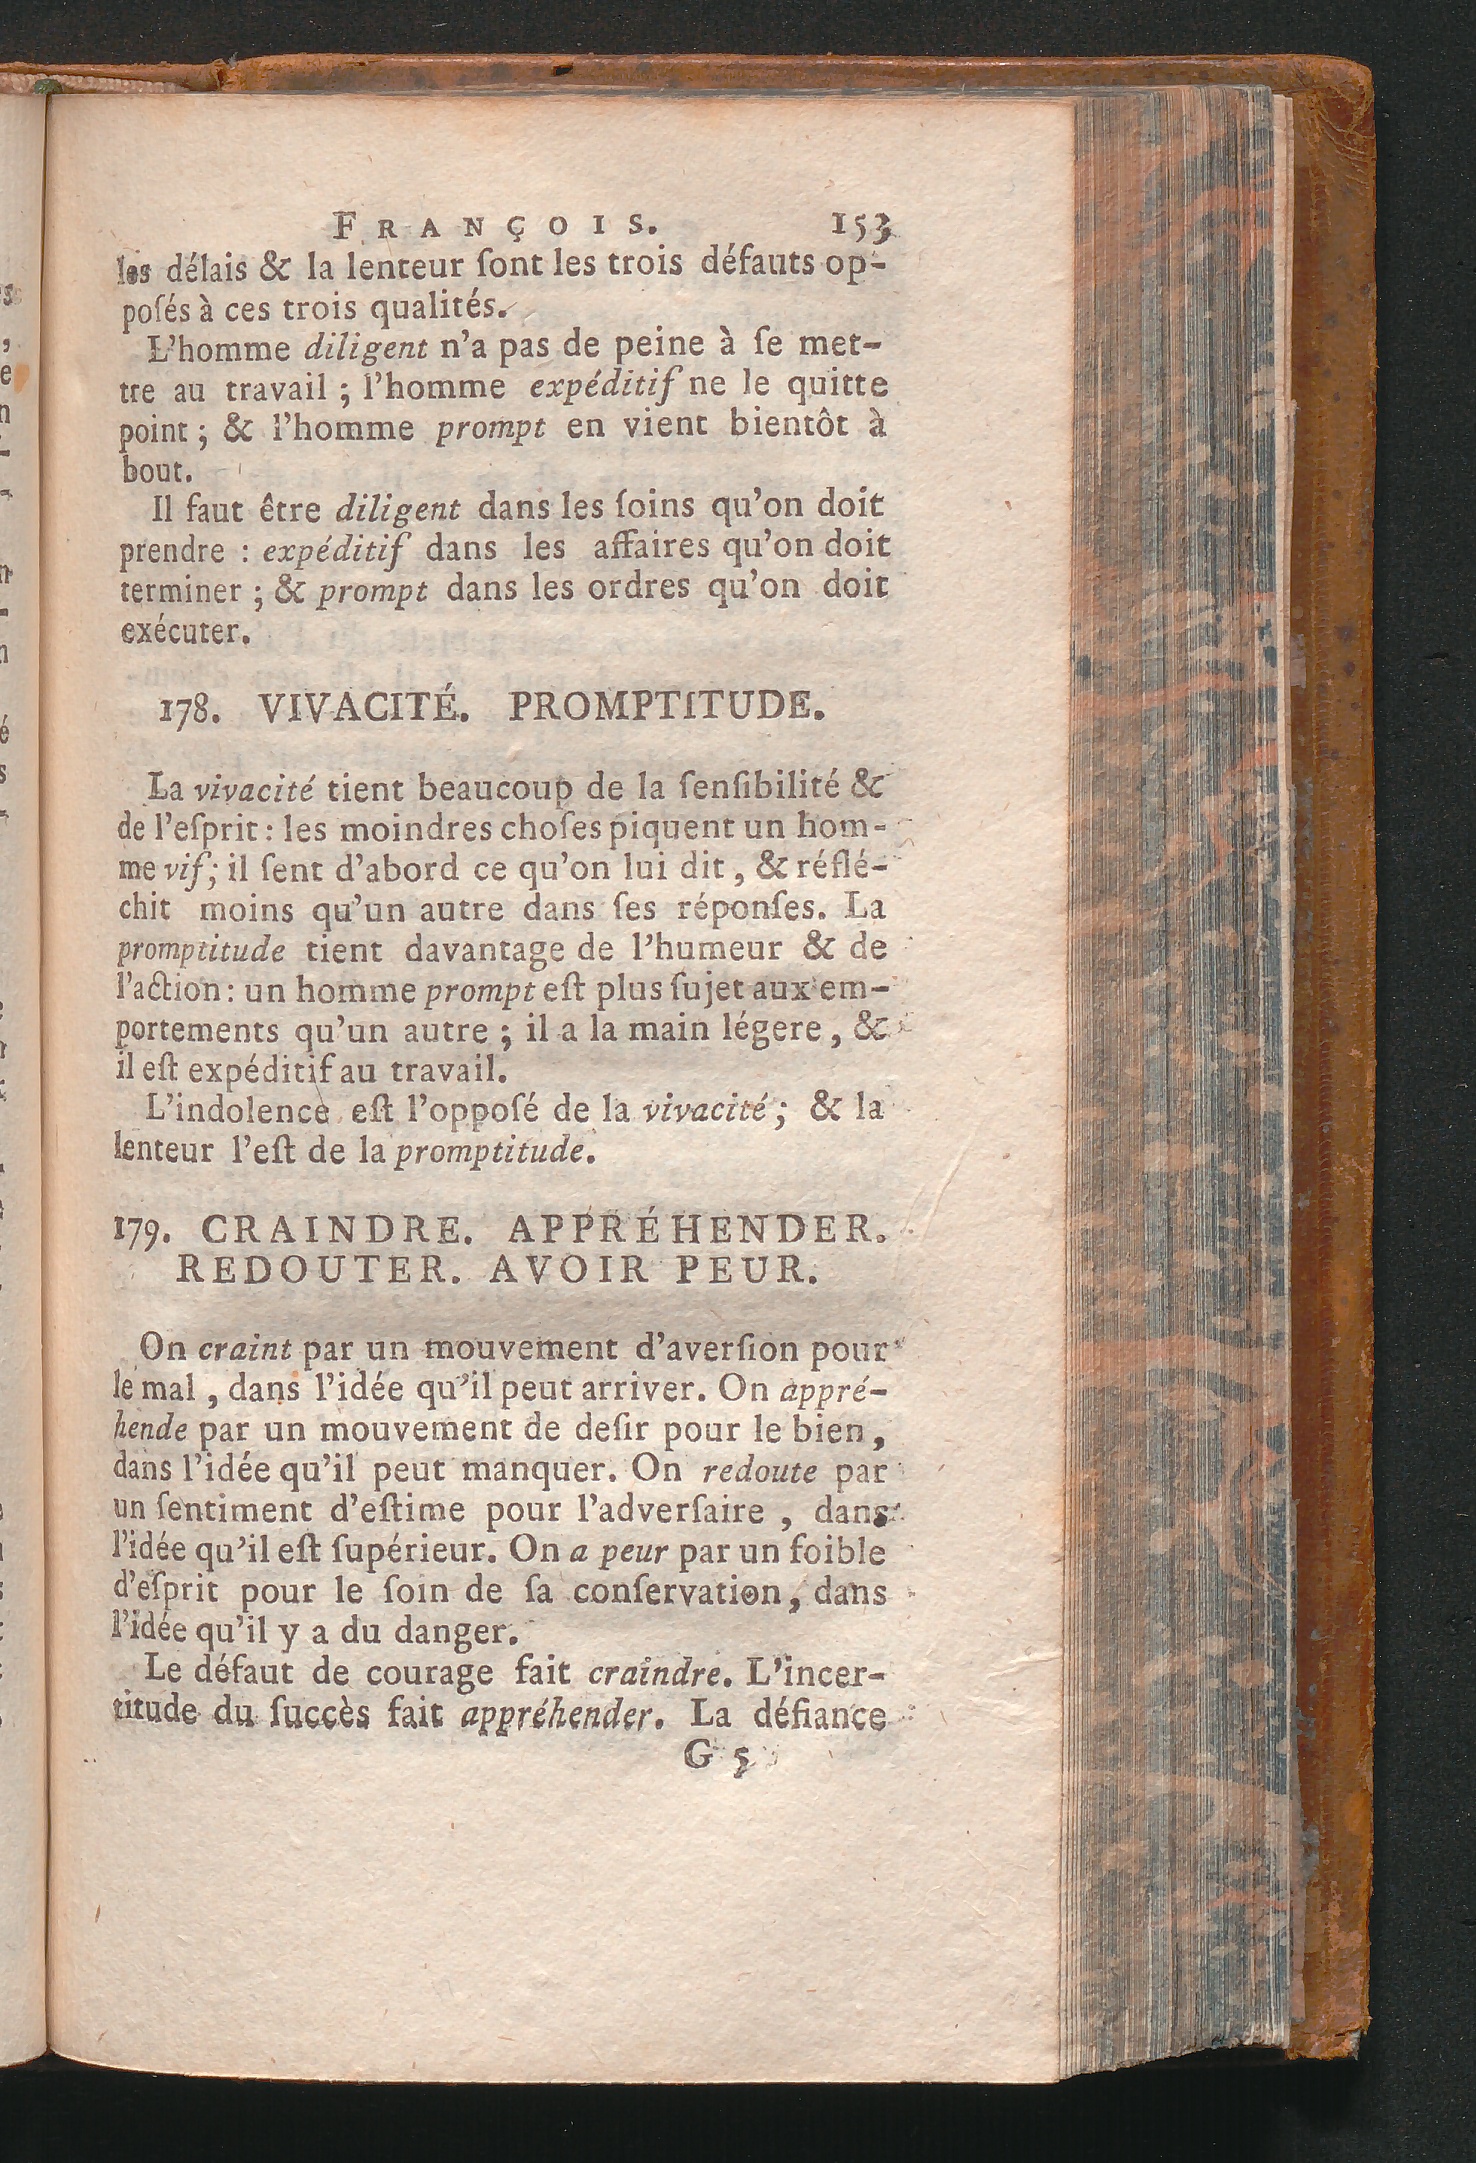 FRANÇOIS. 153
les délais & la lenteur ſont les trois défauts op-
poſés à ces trois qualités.
L'homme diligent n'a pas de peine à ſe met-
tre au travail ; l'homme expéditif ne le quitte
point ; & l'homme prompt en vient bientôt à
bout.
Il faut être diligent dans les ſoins qu'on doit
prendre : expéditif dans les affaires qu'on doit
terminer ; & prompt dans les ordres qu'on doit
exécuter.
178. VIVACITÉ. PROMPTITUDE.
La vivacité tient beaucoup de la ſenſibilité &
de l'eſprit : les moindres choſes piquent un hom-
me vif; il ſent d'abord ce qu'on lui dit, & réflé-
chit moins qu'un autre dans ſes réponſes. La
promptitude tient davantage de l'humeur & de
l'action : un homme prompt eſt plus ſujet aux em-
portements qu'un autre ; il a la main légere, &
il eſt expéditif au travail.
L'indolence eſt l'oppoſé de la vivacité ; & la
lenteur l'eſt de la promptitude.
179. CRAINDRE. APPRÉHENDER.
REDOUTER. AVOIR PEUR.
On craint par un mouvement d'averſion pour
le mal, dans l'idée qu'il peut arriver. On appré-
hende par un mouvement de deſir pour le bien,
dans l'idée qu'il peut manquer. On redoute par
un ſentiment d'eſtime pour l'adverſaire, dans
l'idée qu'il eſt ſupérieur. On a peur par un foible
d'eſprit pour le ſoin de ſa conſervation, dans
l'idée qu'il y a du danger.
Le défaut de courage fait craindre. L'incer-
titude du ſuccès fait appréhender. La défiance
G 5